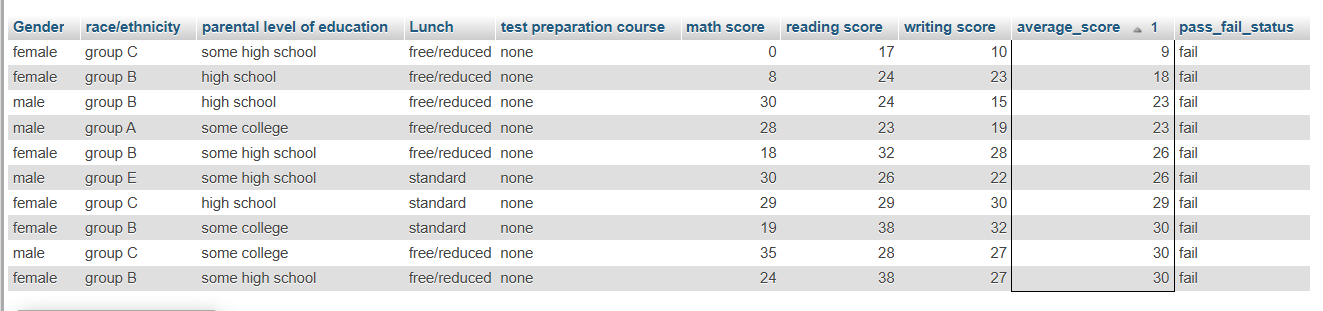 Gender race/ethnicity parental level of education Lunch test preparation course math score reading score writing score average_score 1 pass_fail_status
female group C some high school free/reduced none 0 17 10 9 fail
female group B high school free/reduced none 8 24 23 18 fail
male group B high school free/reduced none 30 24 15 23 fail
male group A some college free/reduced none 28 23 19 23 fail
female group B some high school free/reduced none 18 32 28 26 fail
male group E some high school standard none 30 26 22 26 fail
female group C high school standard none 29 29 30 29 fail
female group B some college standard none 19 38 32 30 fail
male group C some college free/reduced none 35 28 27 30 fail
female group B some high school free/reduced none 24 38 27 30 fail